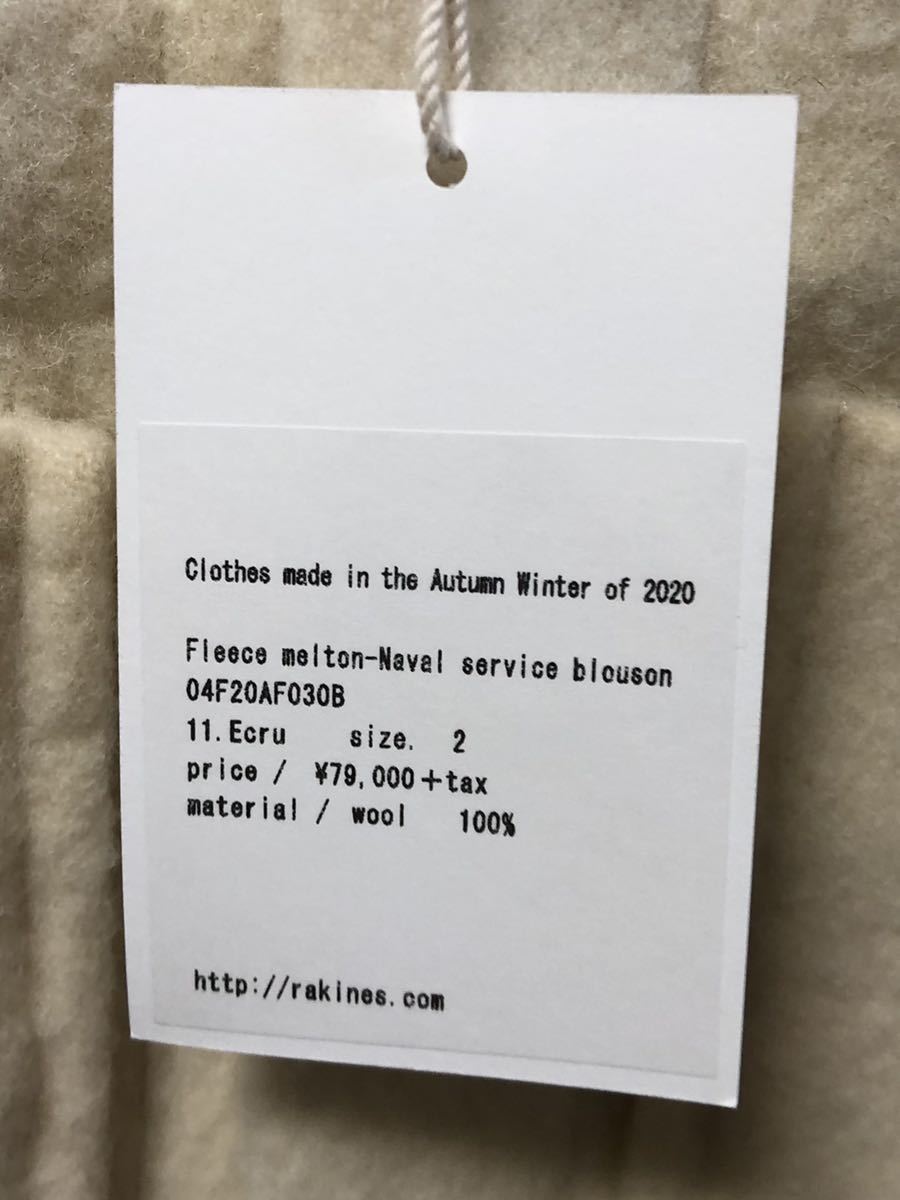 Clothes made in the Autumn Winter of 2020
Fleece melton-Naval service blouson
04F20AF030B
11.Ecru size. 2
price / ¥79,000+tax
material / wool 100%
http://rakines.com